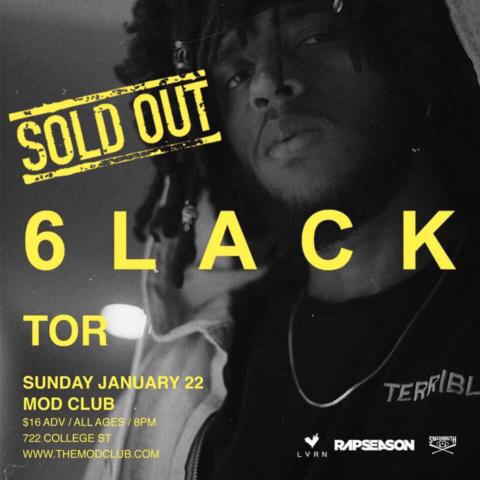 SOLD OUT
6LACK
TOR
SUNDAY JANUARY 22
MOD CLUB
$16 ADV / ALL AGES / 8PM
722 COLLEGE ST
WWW.THEMODCLUB.COM
TERRIBL
LVRN
RAPSEASON
SMASHMOUTH